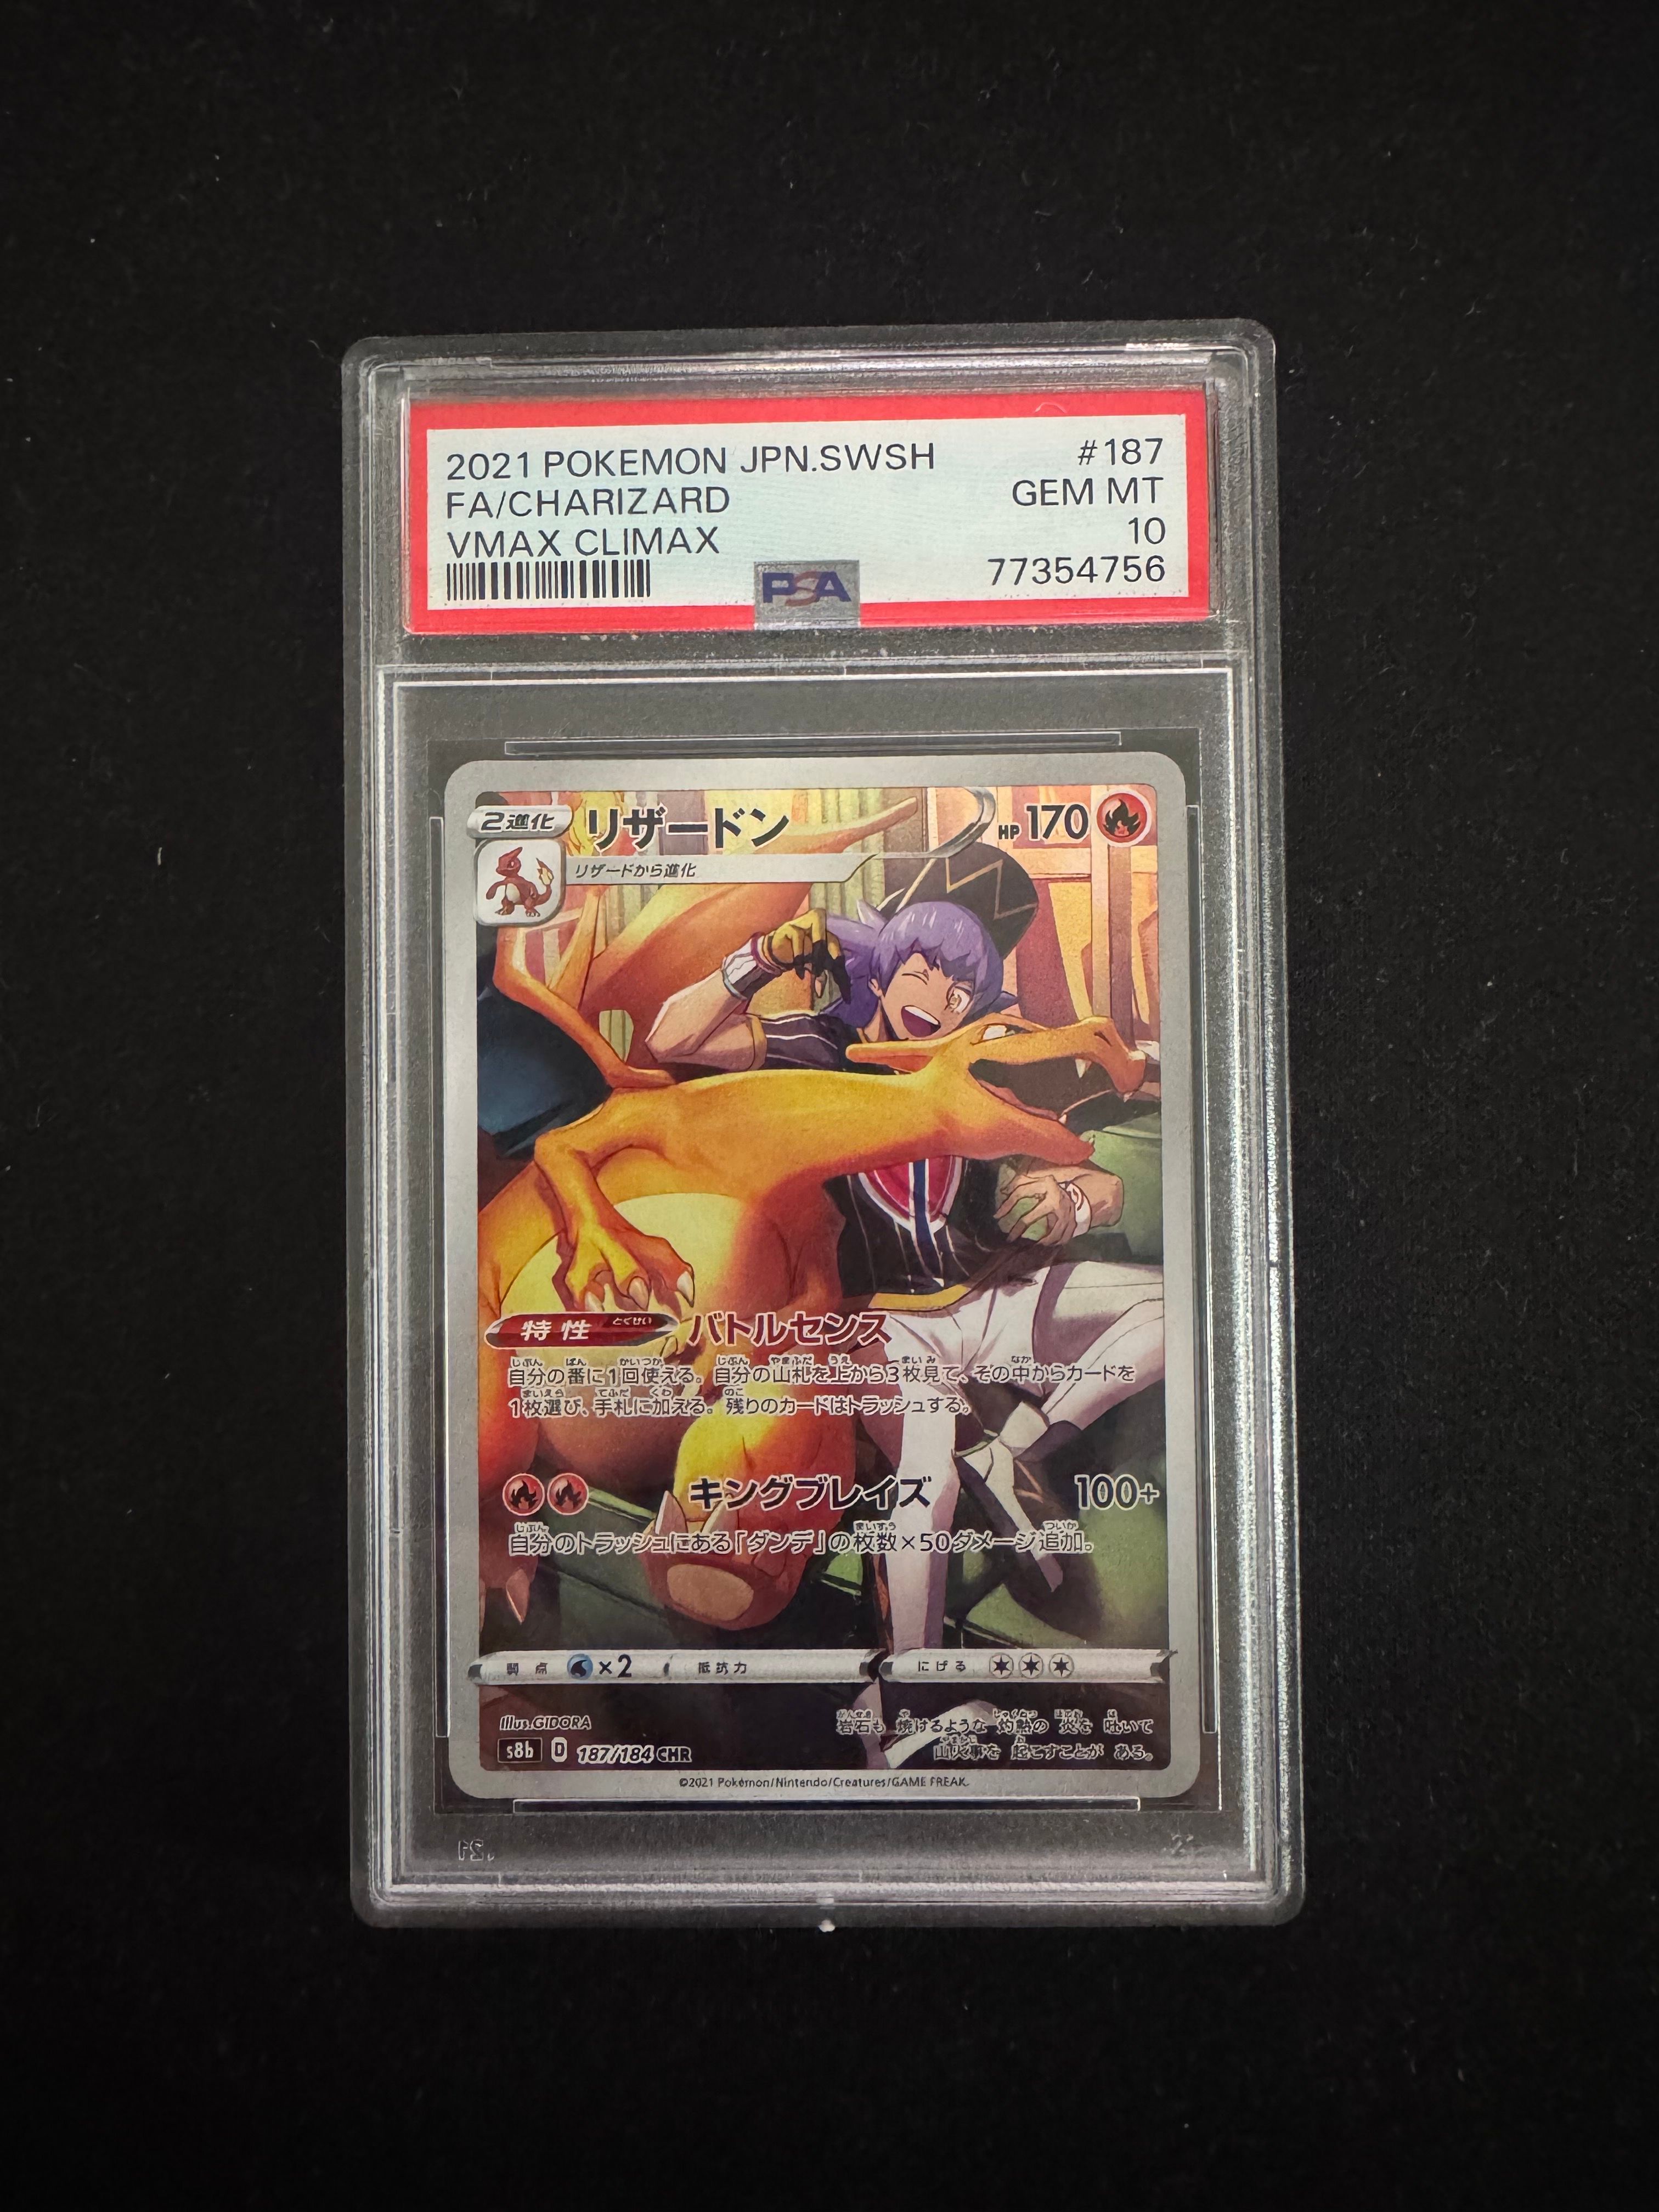 2021 POKEMON JPN.SWSH #187
FA/CHARIZARD GEM MT
VMAX CLIMAX 10
77354756
PSA
2進化 リザードン HP 170
リザードから進化
特性 とくせい バトルセンス
自分の番に1回使える。自分の山札を上から3枚見て、その中からカードを
1枚選び、手札に加える。残りのカードはトラッシュする。
キングブレイズ 100+
自分のトラッシュにある「ダンデ」の枚数×50ダメージ追加。
弱点 ×2 抵抗力 にげる
illus.GIDORA
岩石も 焼けるような 灼熱の 炎を 吐いて
山火事を 起こすことが ある。
s8b D 187/184 CHR
©2021 Pokémon/Nintendo/Creatures/GAME FREAK.